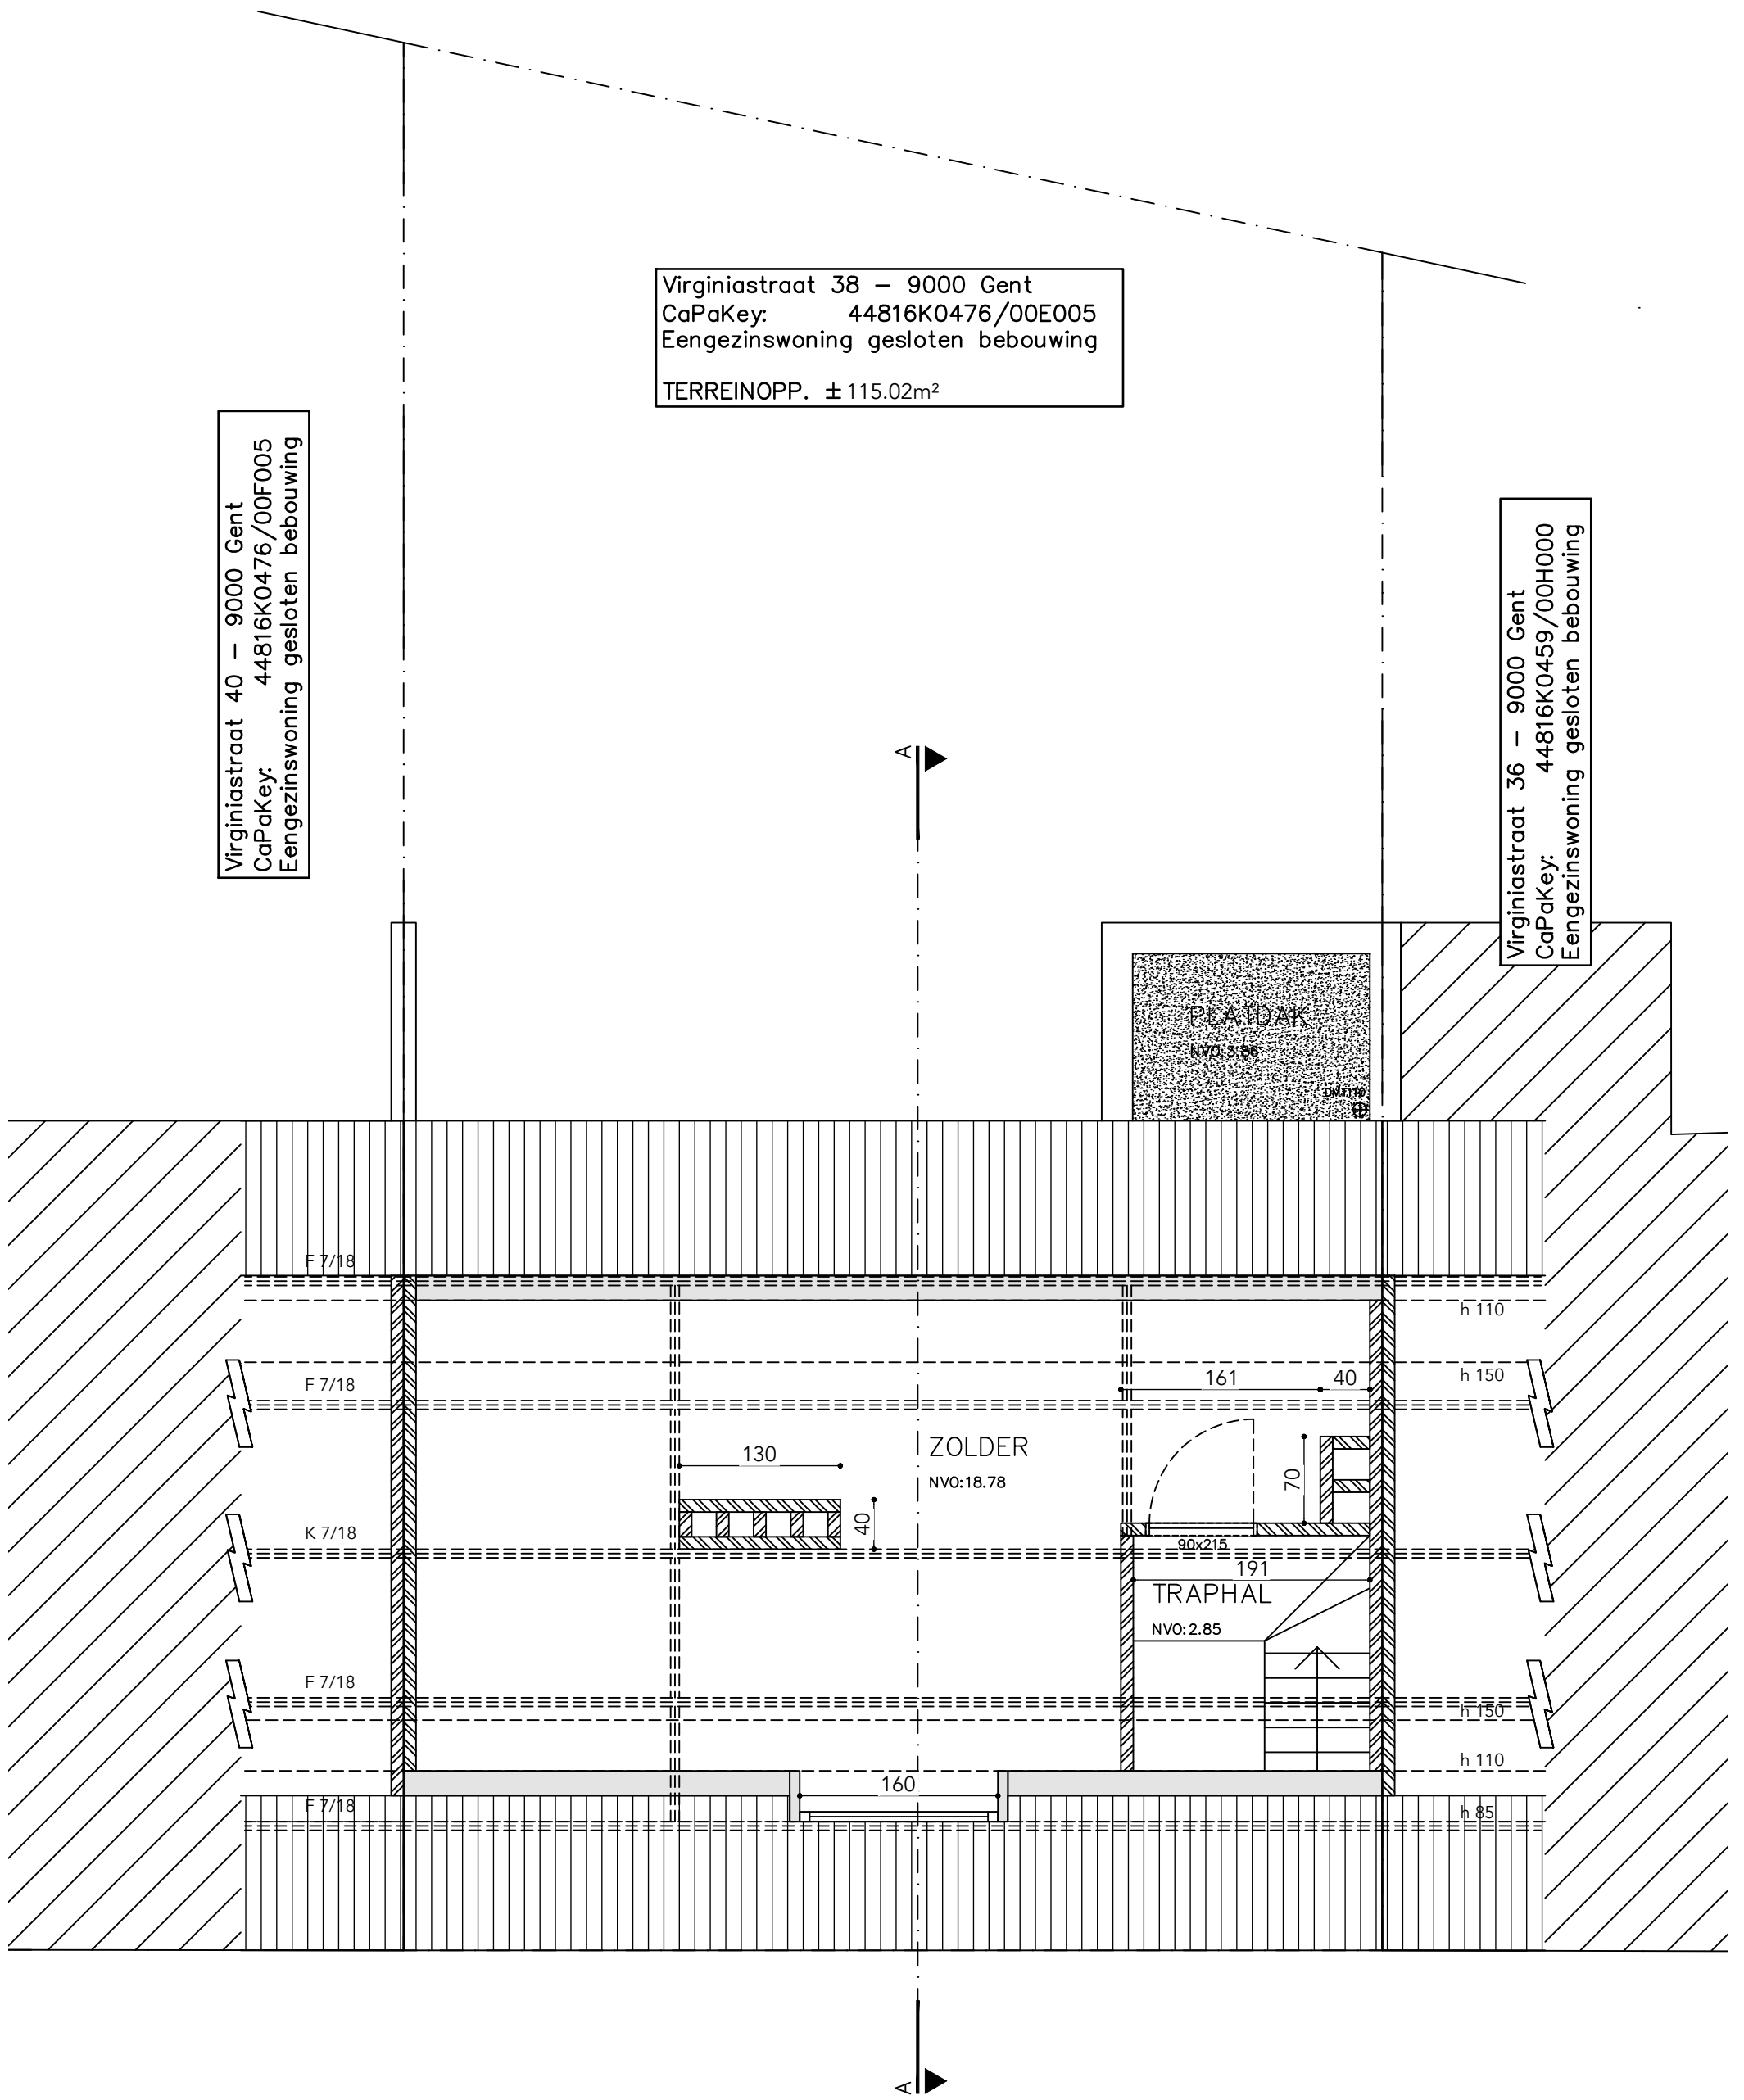 Virginiastraat 38 – 9000 Gent
CaPaKey: 44816K0476/00E005
Eengezinswoning gesloten bebouwing
TERREINOPP. ± 115.02m²
Virginiastraat 40 – 9000 Gent
CaPaKey: 44816K0476/00F005
Eengezinswoning gesloten bebouwing
Virginiastraat 36 – 9000 Gent
CaPaKey: 44816K0459/00H000
Eengezinswoning gesloten bebouwing
A
PLATDAK
NVO:3.86
F 7/18
h 110
F 7/18
h 150
161
40
ZOLDER
NVO:18.78
130
40
70
K 7/18
90x215
191
TRAPHAL
NVO:2.85
F 7/18
h 150
h 110
160
F 7/18
h 85
A